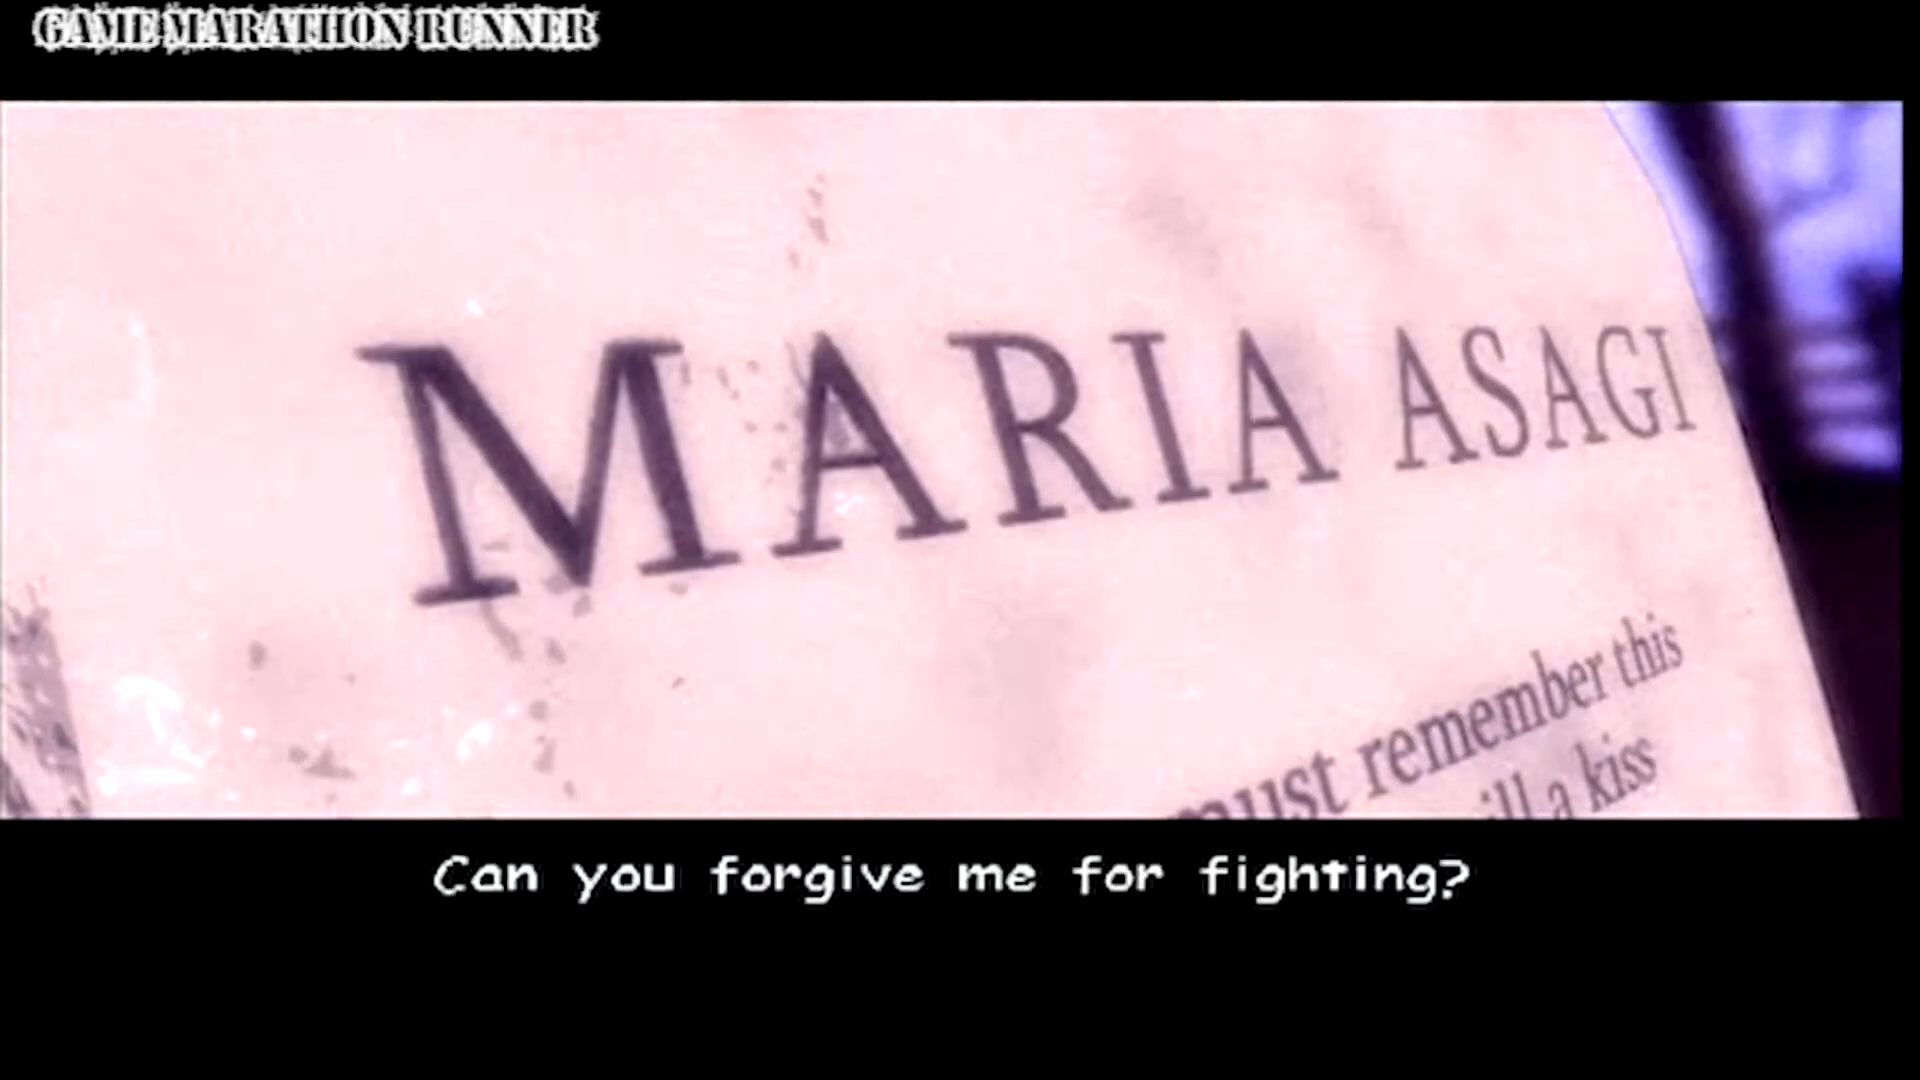 GAME MARATHON RUNNER
MARIA ASAGI
must remember this
a kiss
Can you forgive me for fighting?